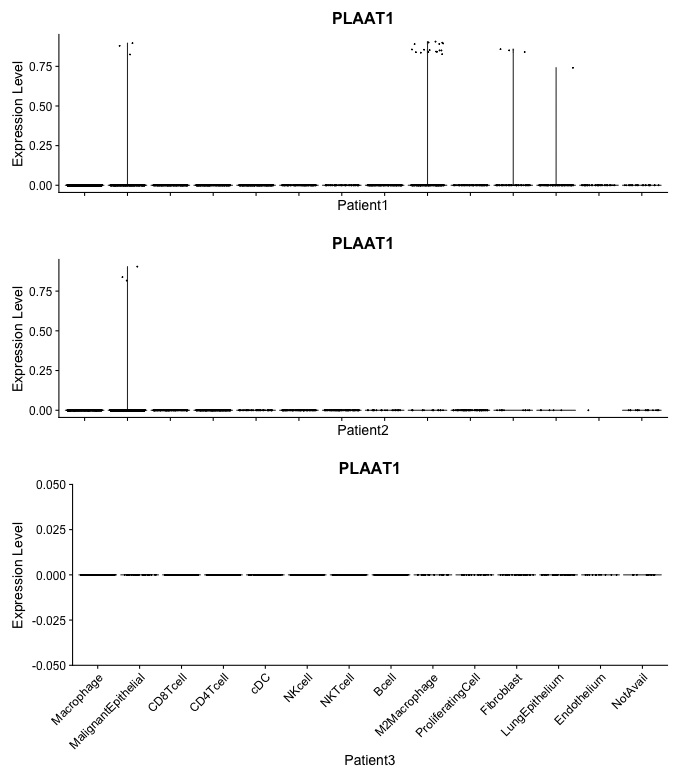 PLAAT1
Expression Level
0.75
0.50
0.25
0.00
Patient1
PLAAT1
Expression Level
0.75
0.50
0.25
0.00
Patient2
PLAAT1
Expression Level
0.050
0.025
0.000
-0.025
-0.050
Macrophage
MalignantEpithelial
CD8Tcell
CD4Tcell
cDC
NKcell
NKTcell
Bcell
M2Macrophage
ProliferatingCell
Fibroblast
LungEpithelium
Endothelium
NotAvail
Patient3